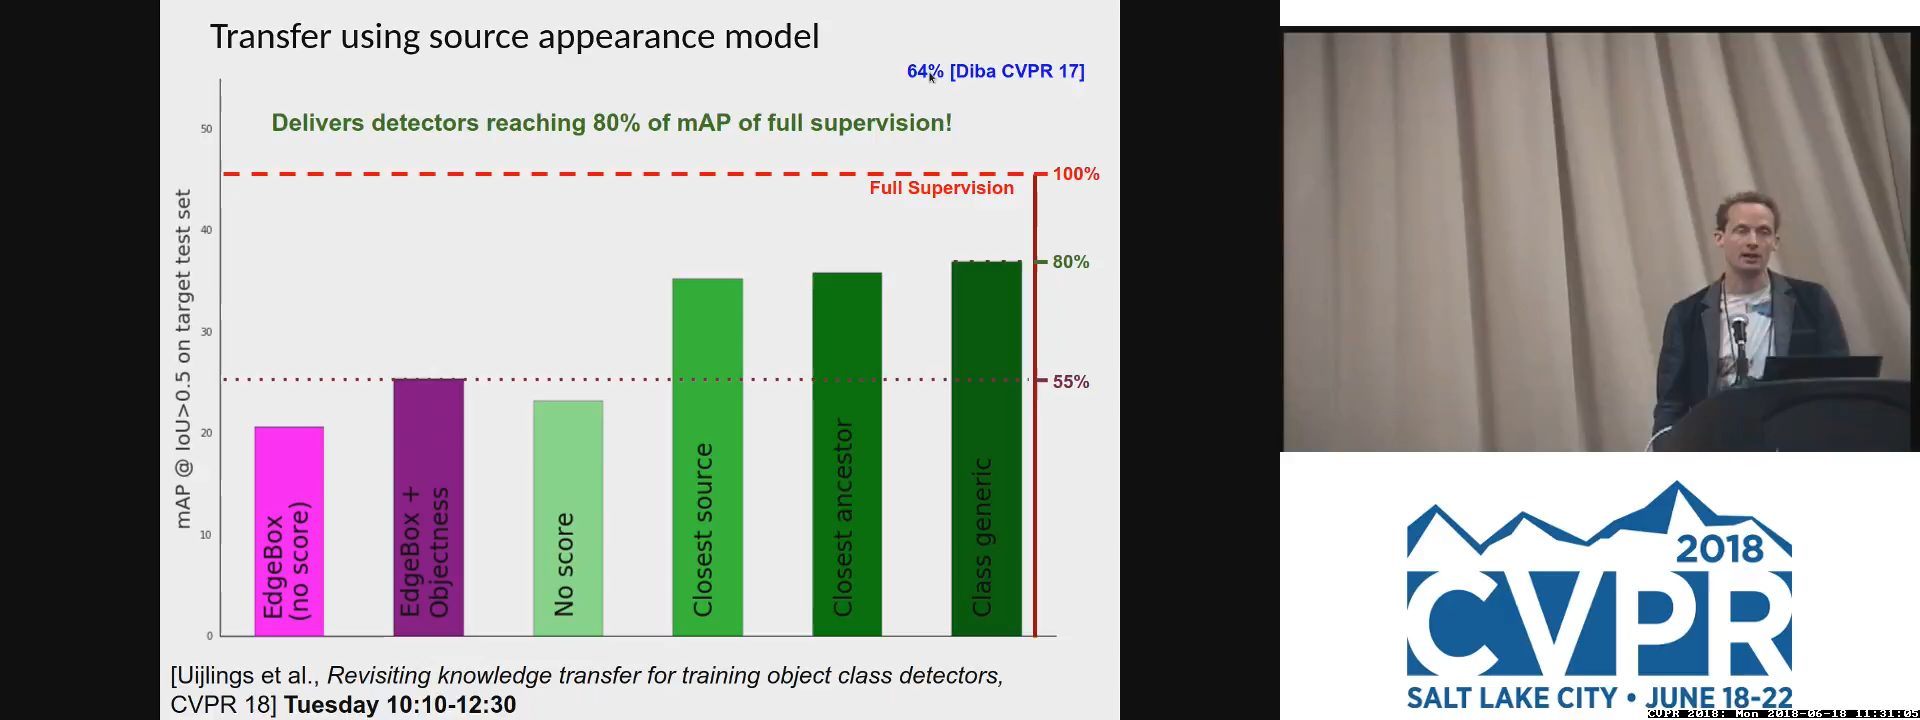 Transfer using source appearance model
64% [Diba CVPR 17]
Delivers detectors reaching 80% of mAP of full supervision!
50
40
30
20
10
0
mAP @ IoU>0.5 on target test set
100%
Full Supervision
80%
55%
EdgeBox
(no score)
EdgeBox +
Objectness
No score
Closest source
Closest ancestor
Class generic
[Uijlings et al., Revisiting knowledge transfer for training object class detectors,
CVPR 18] Tuesday 10:10-12:30
2018
CVPR
SALT LAKE CITY • JUNE 18-22
CVPR 2018: Mon 2018-06-18 11:31:05